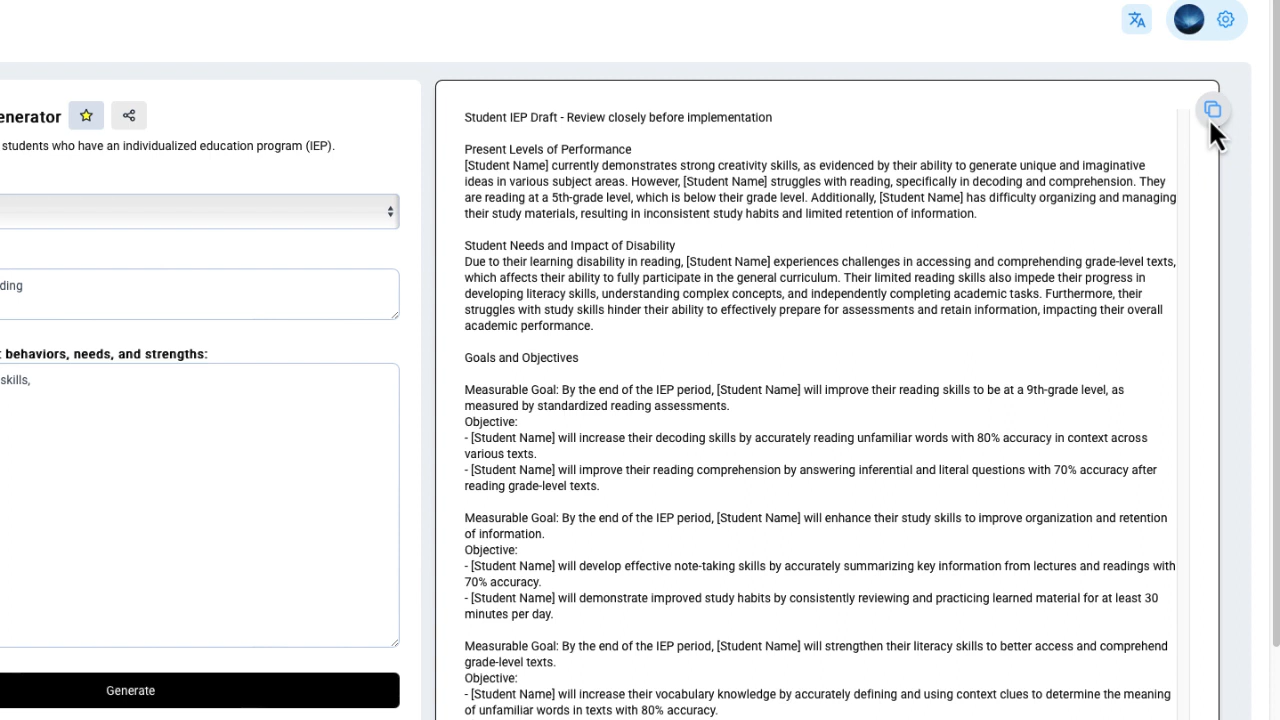 enerator
students who have an individualized education program (IEP).
ding
behaviors, needs, and strengths:
skills,
Generate
Student IEP Draft - Review closely before implementation
Present Levels of Performance
[Student Name] currently demonstrates strong creativity skills, as evidenced by their ability to generate unique and imaginative
ideas in various subject areas. However, [Student Name] struggles with reading, specifically in decoding and comprehension. They
are reading at a 5th-grade level, which is below their grade level. Additionally, [Student Name] has difficulty organizing and managing
their study materials, resulting in inconsistent study habits and limited retention of information.
Student Needs and Impact of Disability
Due to their learning disability in reading, [Student Name] experiences challenges in accessing and comprehending grade-level texts,
which affects their ability to fully participate in the general curriculum. Their limited reading skills also impede their progress in
developing literacy skills, understanding complex concepts, and independently completing academic tasks. Furthermore, their
struggles with study skills hinder their ability to effectively prepare for assessments and retain information, impacting their overall
academic performance.
Goals and Objectives
Measurable Goal: By the end of the IEP period, [Student Name] will improve their reading skills to be at a 9th-grade level, as
measured by standardized reading assessments.
Objective:
- [Student Name] will increase their decoding skills by accurately reading unfamiliar words with 80% accuracy in context across
various texts.
- [Student Name] will improve their reading comprehension by answering inferential and literal questions with 70% accuracy after
reading grade-level texts.
Measurable Goal: By the end of the IEP period, [Student Name] will enhance their study skills to improve organization and retention
of information.
Objective:
- [Student Name] will develop effective note-taking skills by accurately summarizing key information from lectures and readings with
70% accuracy.
- [Student Name] will demonstrate improved study habits by consistently reviewing and practicing learned material for at least 30
minutes per day.
Measurable Goal: By the end of the IEP period, [Student Name] will strengthen their literacy skills to better access and comprehend
grade-level texts.
Objective:
- [Student Name] will increase their vocabulary knowledge by accurately defining and using context clues to determine the meaning
of unfamiliar words in texts with 80% accuracy.